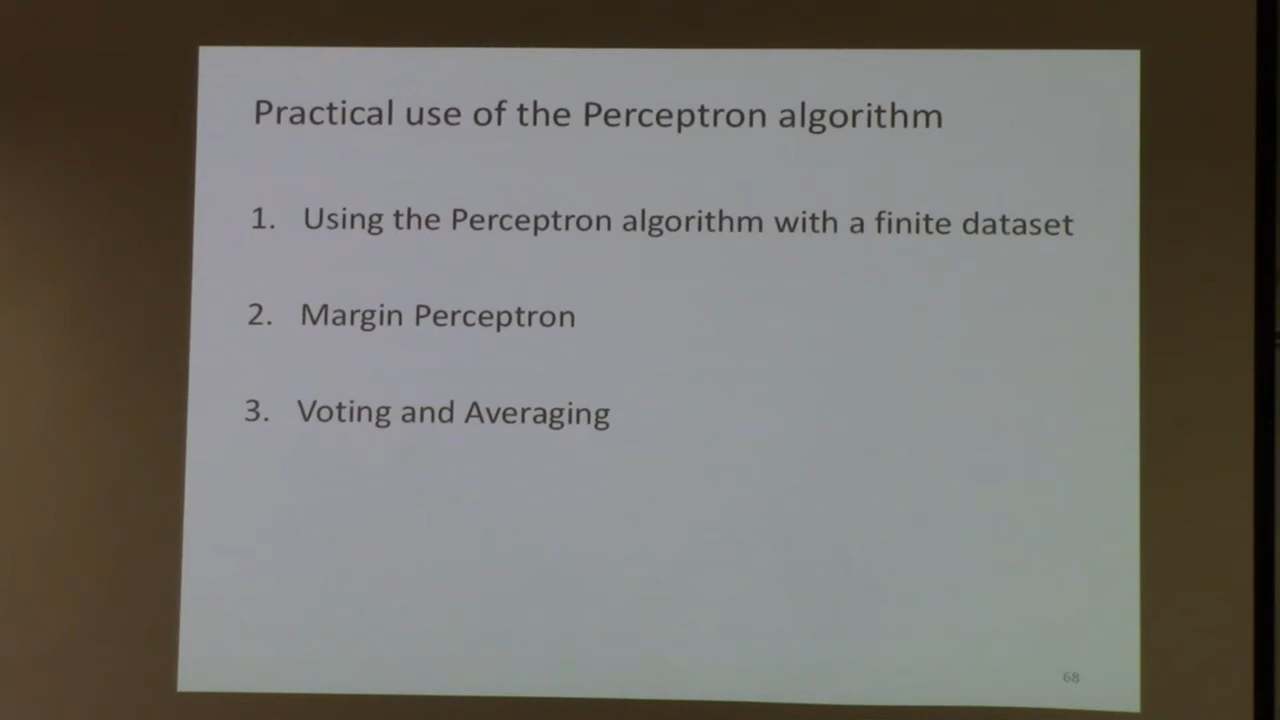 Practical use of the Perceptron algorithm
1. Using the Perceptron algorithm with a finite dataset
2. Margin Perceptron
3. Voting and Averaging
68